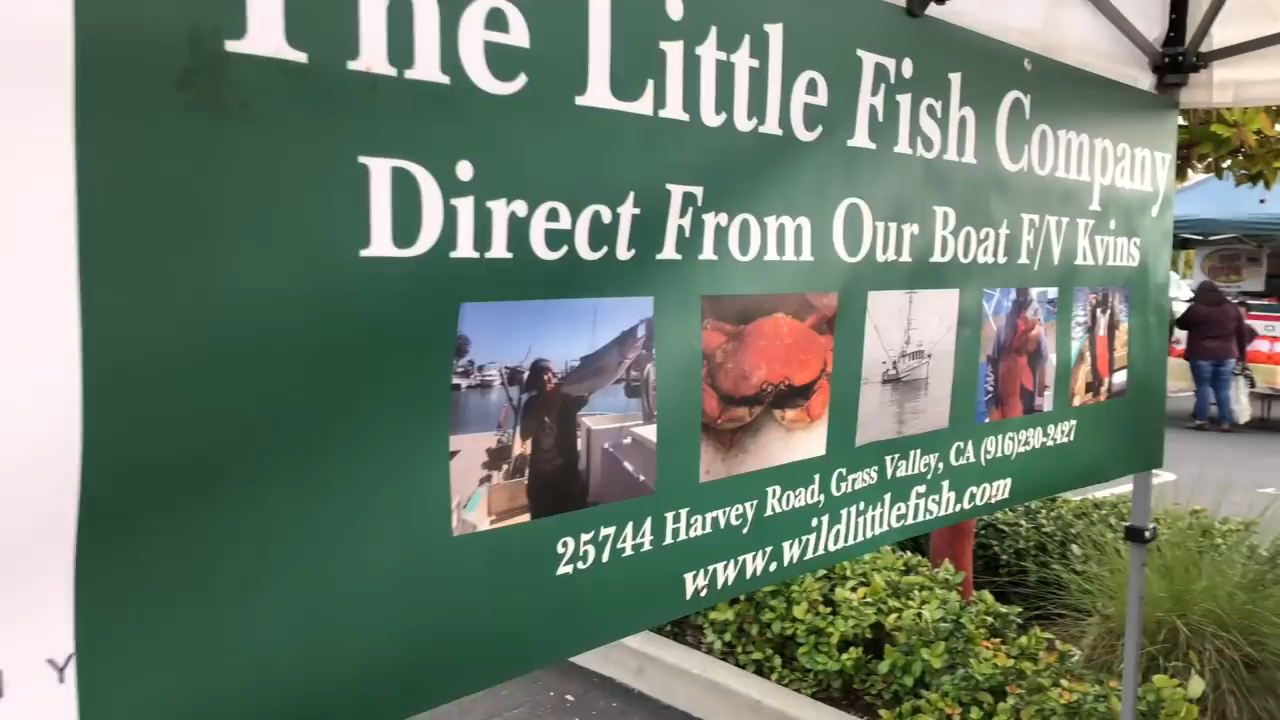 The Little Fish Company
Direct From Our Boat F/V Kvins
25744 Harvey Road, Grass Valley, CA (916)230-2427
www.wildlittlefish.com
Y